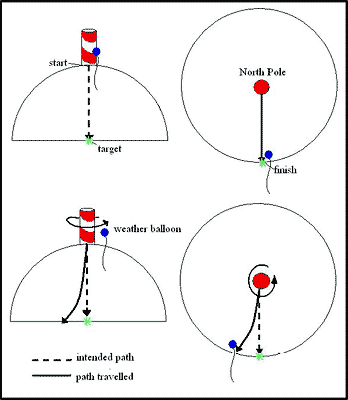 start
target
North Pole
finish
weather balloon
intended path
path travelled